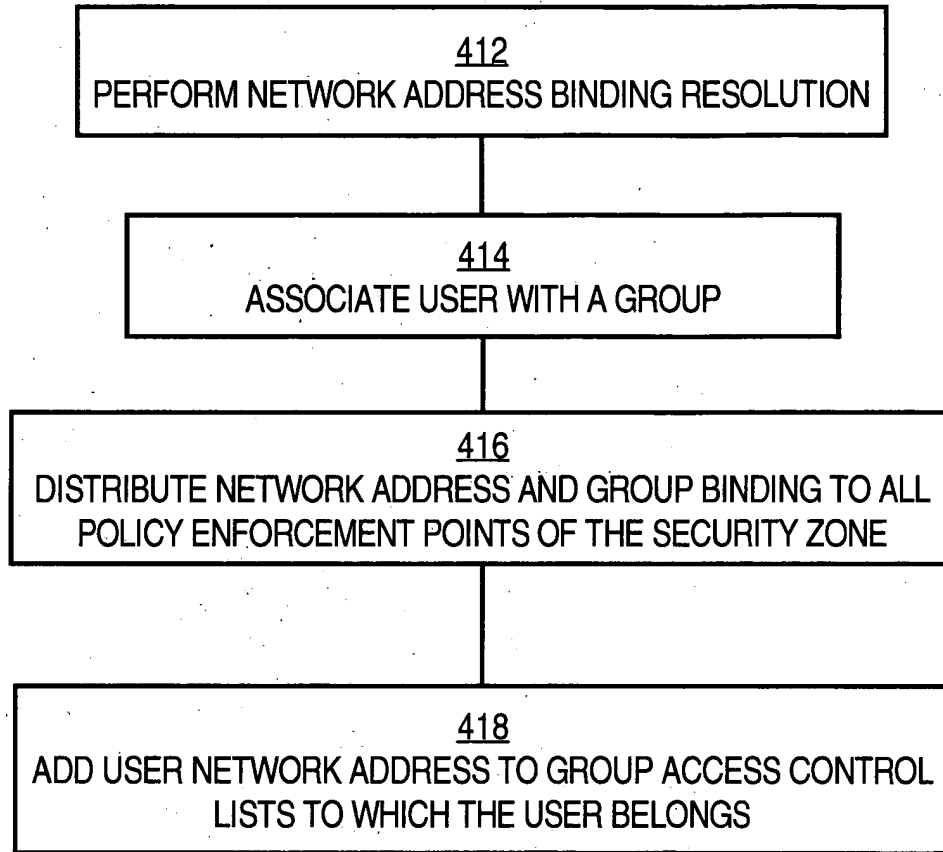 412
PERFORM NETWORK ADDRESS BINDING RESOLUTION
414
ASSOCIATE USER WITH A GROUP
416
DISTRIBUTE NETWORK ADDRESS AND GROUP BINDING TO ALL
POLICY ENFORCEMENT POINTS OF THE SECURITY ZONE
418
ADD USER NETWORK ADDRESS TO GROUP ACCESS CONTROL
LISTS TO WHICH THE USER BELONGS